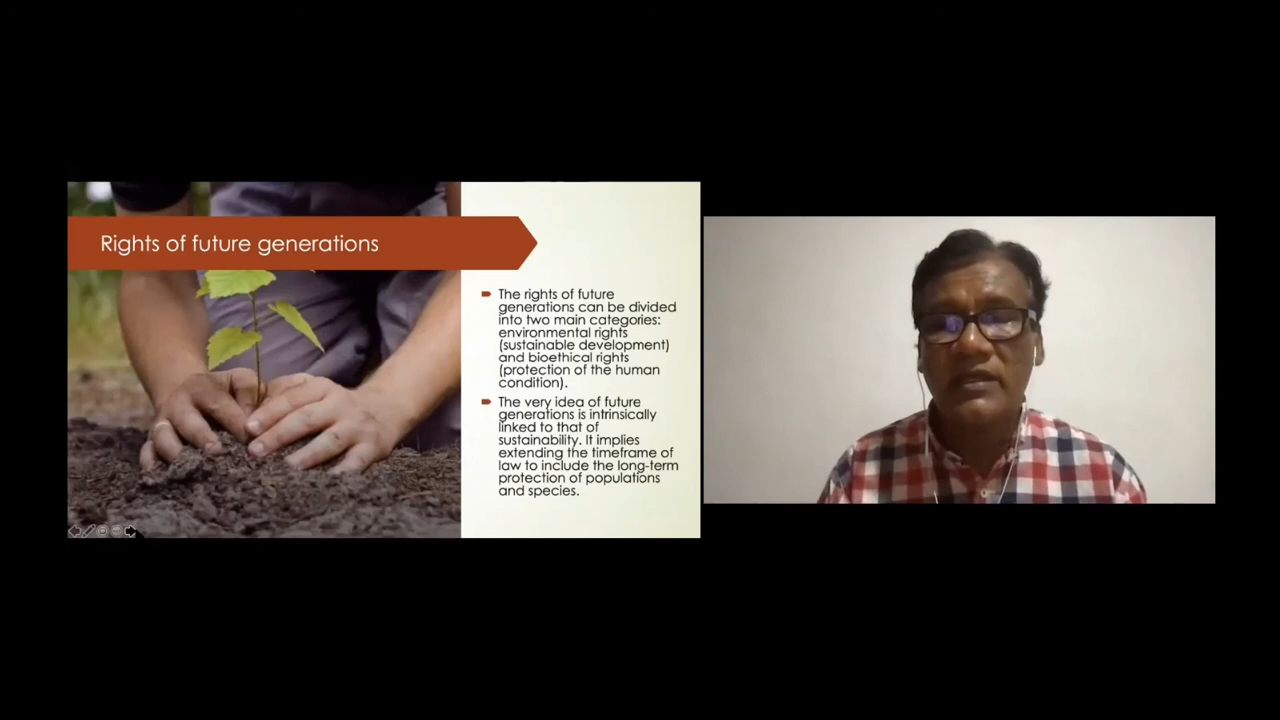 Rights of future generations
The rights of future
generations can be divided
into two main categories:
environmental rights
(sustainable development)
and bioethical rights
(protection of the human
condition).
The very idea of future
generations is intrinsically
linked to that of
sustainability. It implies
extending the timeframe of
law to include the long-term
protection of populations
and species.